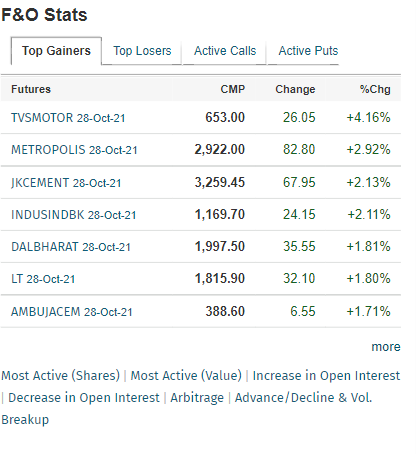 F&O Stats
Top Gainers Top Losers Active Calls Active Puts
Futures CMP Change %Chg
TVSMOTOR 28-Oct-21 653.00 26.05 +4.16%
METROPOLIS 28-Oct-21 2,922.00 82.80 +2.92%
JKCEMENT 28-Oct-21 3,259.45 67.95 +2.13%
INDUSINDBK 28-Oct-21 1,169.70 24.15 +2.11%
DALBHARAT 28-Oct-21 1,997.50 35.55 +1.81%
LT 28-Oct-21 1,815.90 32.10 +1.80%
AMBUJACEM 28-Oct-21 388.60 6.55 +1.71%
more
Most Active (Shares) | Most Active (Value) | Increase in Open Interest
| Decrease in Open Interest | Arbitrage | Advance/Decline & Vol.
Breakup